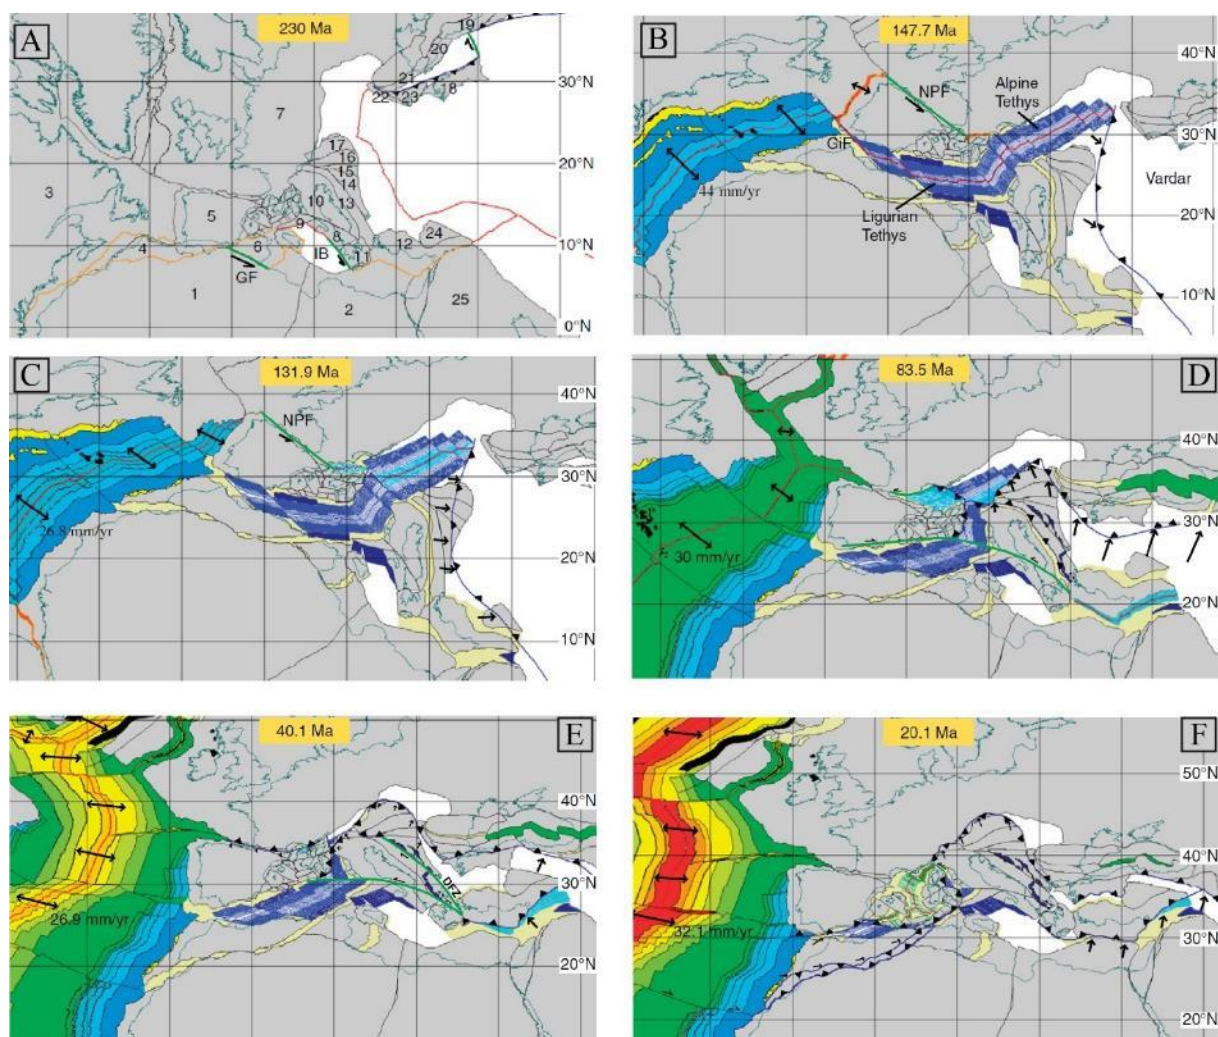 A
230 Ma
19
20
21
22
23
18
30°N
7
17
16
15
14
10
13
20°N
3
5
9
8
12
24
4
6
10°N
GF
IB
11
1
2
25
0°N
B
147.7 Ma
40°N
NPF
Alpine
Tethys
GiF
30°N
44 mm/yr
Vardar
Ligurian
Tethys
20°N
10°N
C
131.9 Ma
40°N
NPF
30°N
26.8 mm/yr
20°N
10°N
83.5 Ma
D
40°N
30°N
30 mm/yr
20°N
40.1 Ma
E
40°N
30°N
DFZ
26.9 mm/yr
20°N
20.1 Ma
F
50°N
40°N
32.1 mm/yr
30°N
20°N